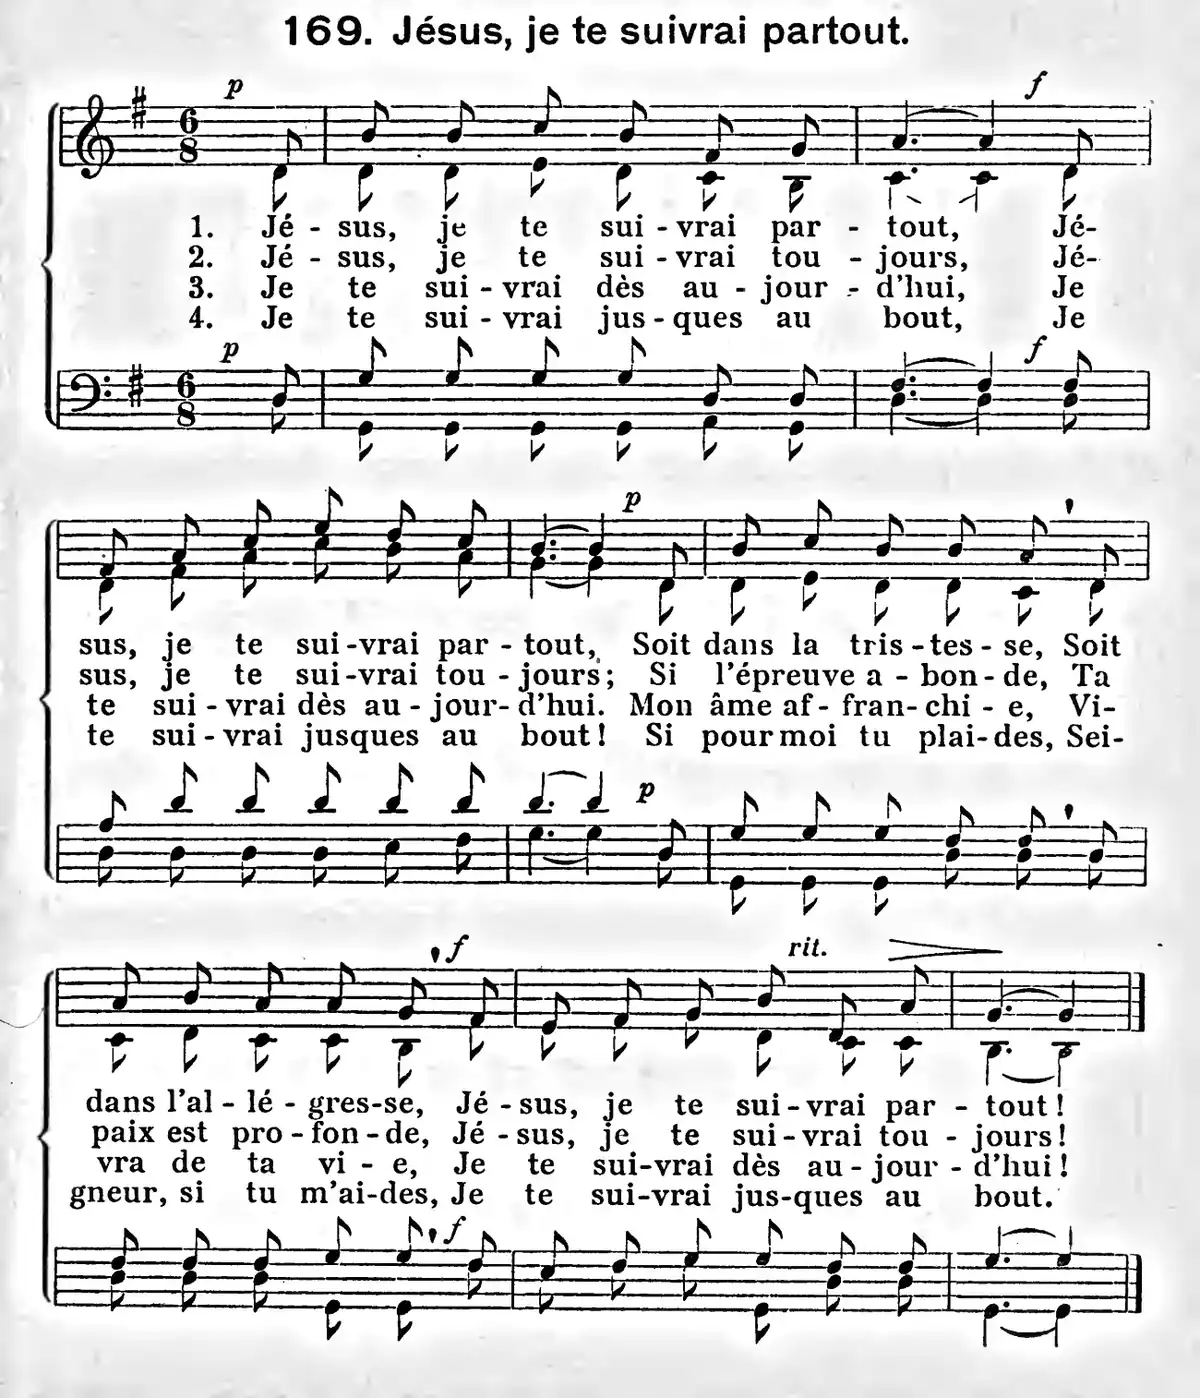 169. Jésus, je te suivrai partout.
p f
1. Jé - sus, je te sui - vrai par - tout, Jé-
2. Jé - sus, je te sui - vrai tou - jours, Jé-
3. Je te sui - vrai dès au - jour - d'hui, Je
4. Je te sui - vrai jus - ques au bout, Je
p f
p
sus, je te sui - vrai par - tout, Soit dans la tris - tes - se, Soit
sus, je te sui - vrai tou - jours; Si l'épreuve a - bon - de, Ta
te sui - vrai dès au - jour - d'hui. Mon âme af - fran - chi - e, Vi-
te sui - vrai jusques au bout! Si pour moi tu plai - des, Sei-
p
f rit.
dans l'al - lé - gres - se, Jé - sus, je te sui - vrai par - tout!
paix est pro - fon - de, Jé - sus, je te sui - vrai tou - jours!
vra de ta vi - e, Je te sui - vrai dès au - jour - d'hui!
gneur, si tu m'ai - des, Je te sui - vrai jus - ques au bout.
f